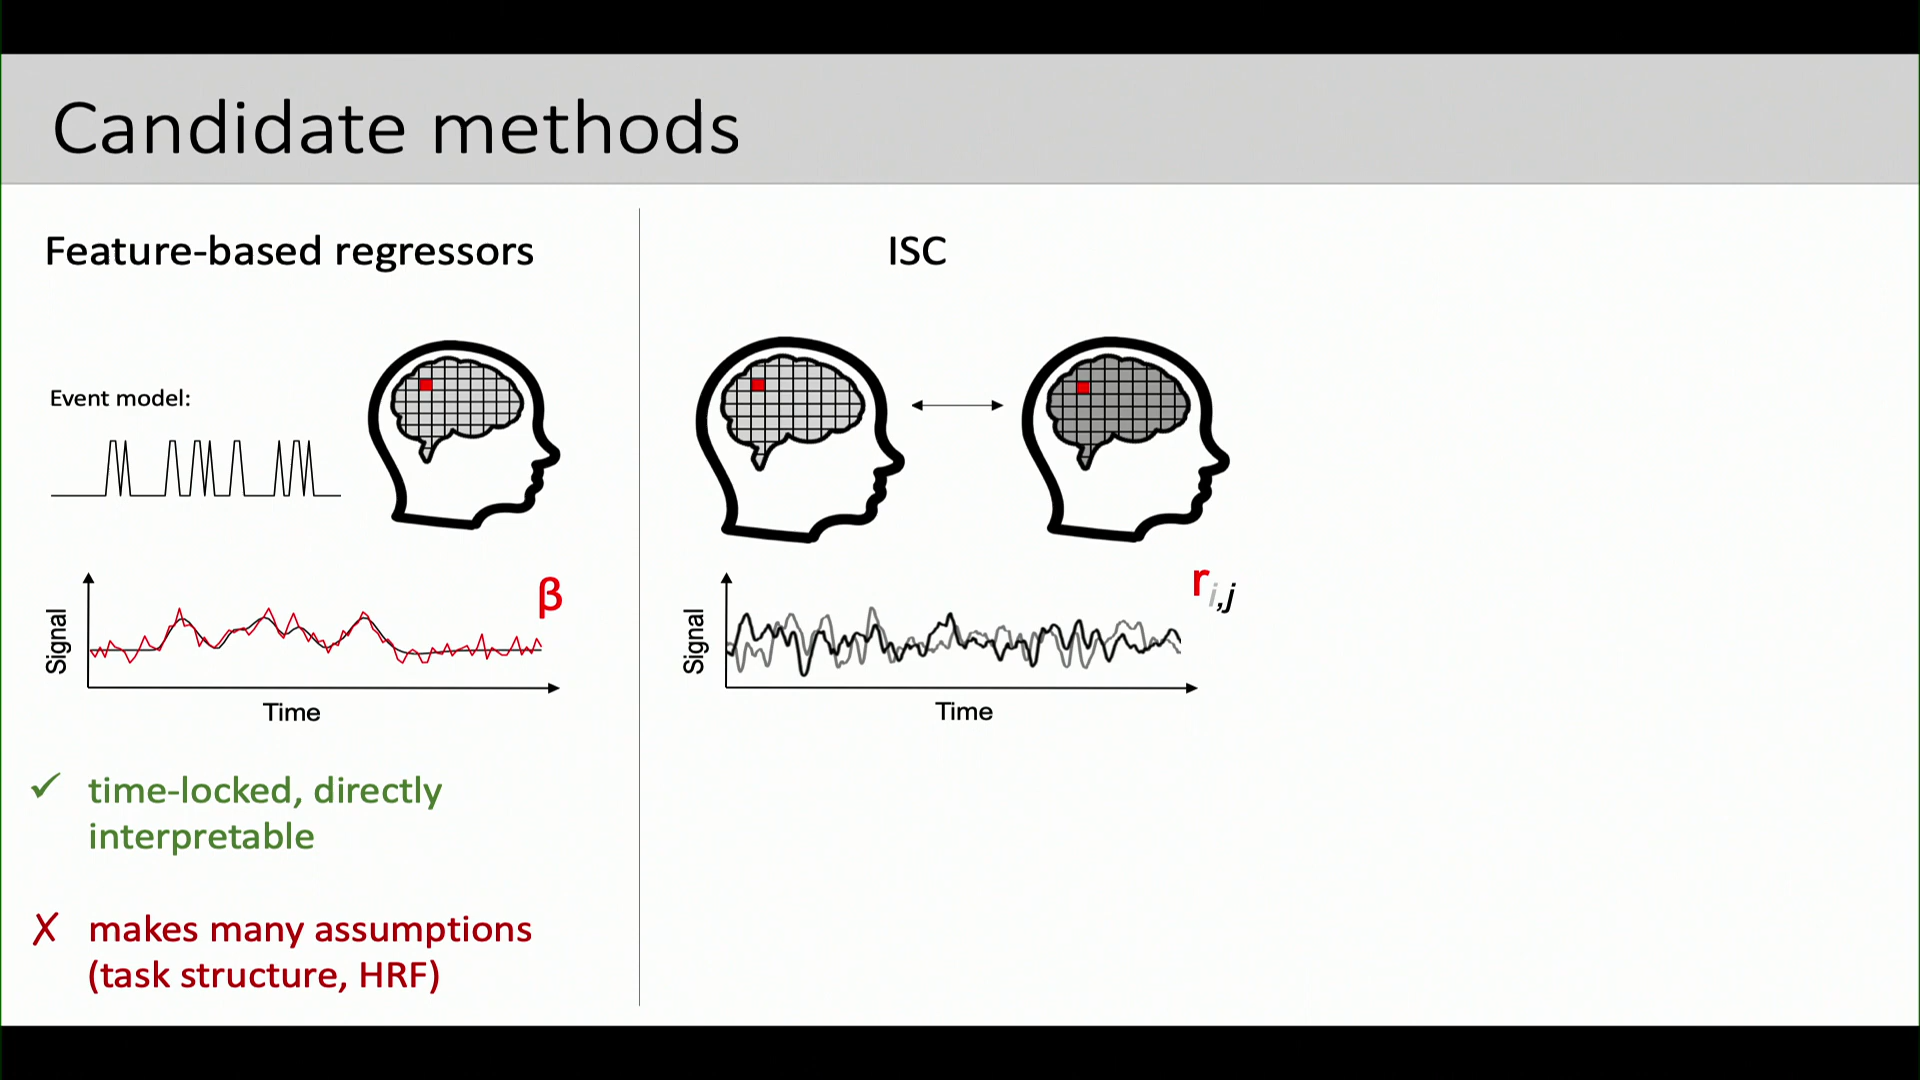 Candidate methods
Feature-based regressors
Event model:
β
Signal
Time
✓ time-locked, directly
interpretable
✗ makes many assumptions
(task structure, HRF)
ISC
r i,j
Signal
Time